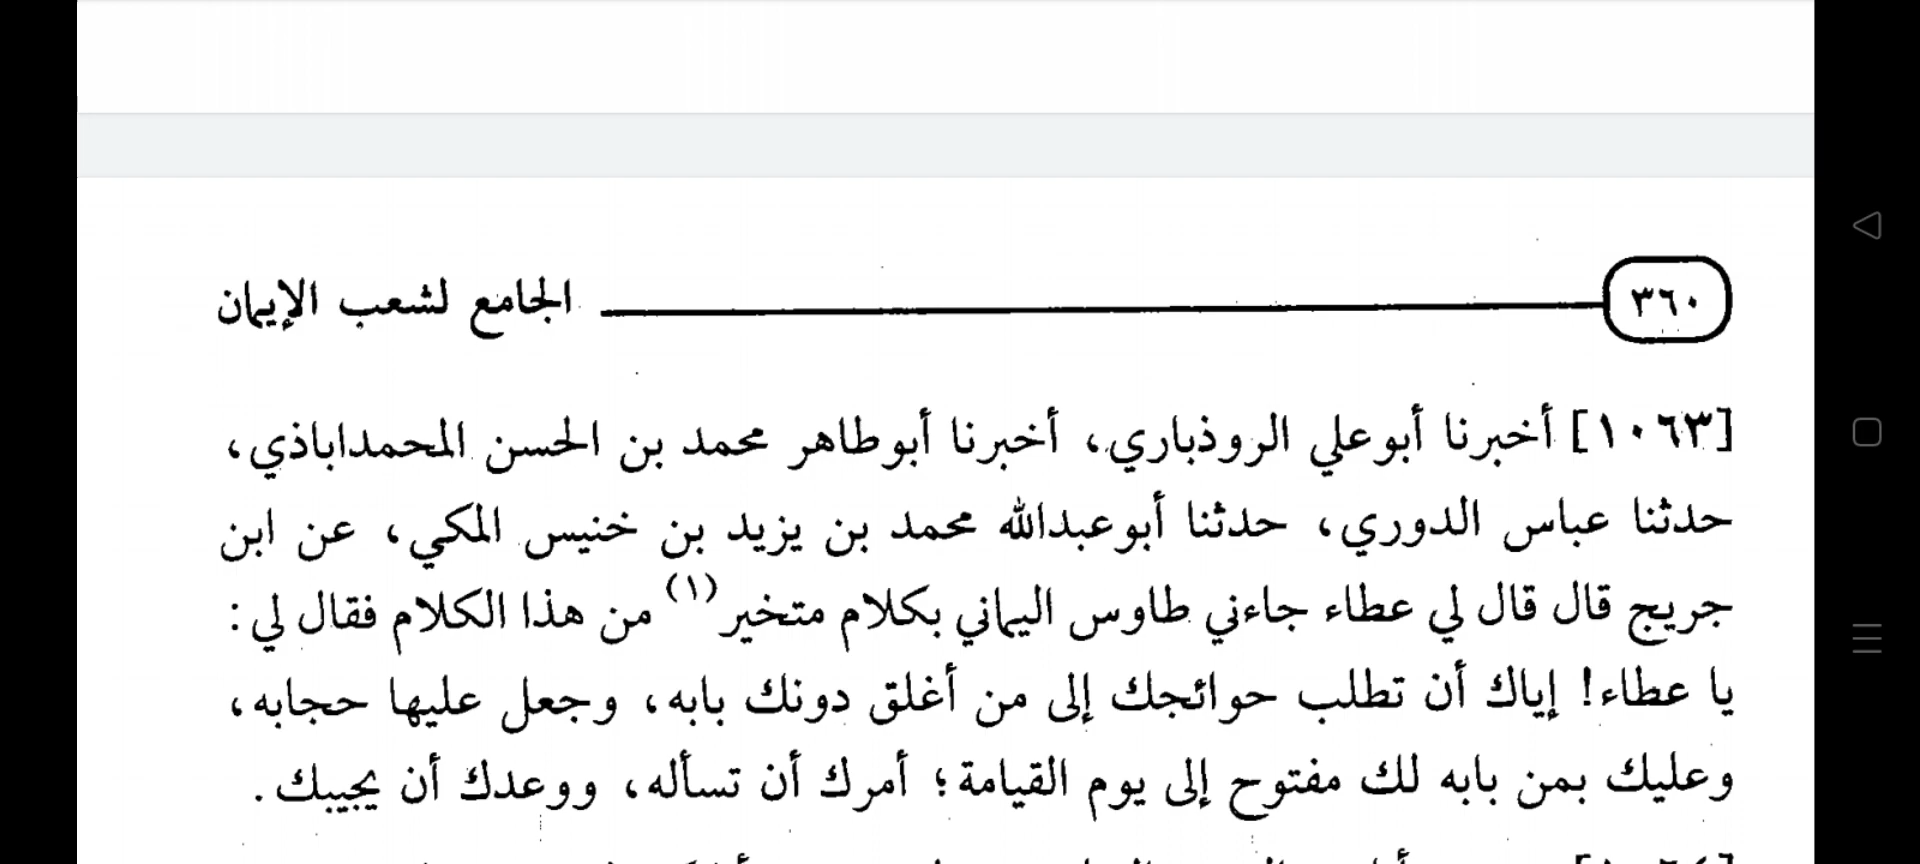 ٣٦٠ الجامع لشعب الإيمان
[١٠٦٣] أخبرنا أبوعلي الروذباري، أخبرنا أبوطاهر محمد بن الحسن المحمداباذي،
حدثنا عباس الدوري، حدثنا أبوعبدالله محمد بن يزيد بن خنيس المكي، عن ابن
جريج قال قال لي عطاء جاءني طاوس اليماني بكلام متخير(١) من هذا الكلام فقال لي:
يا عطاء! إياك أن تطلب حوائجك إلى من أغلق دونك بابه، وجعل عليها حجابه،
وعليك بمن بابه لك مفتوح إلى يوم القيامة؛ أمرك أن تسأله، ووعدك أن يجيبك.